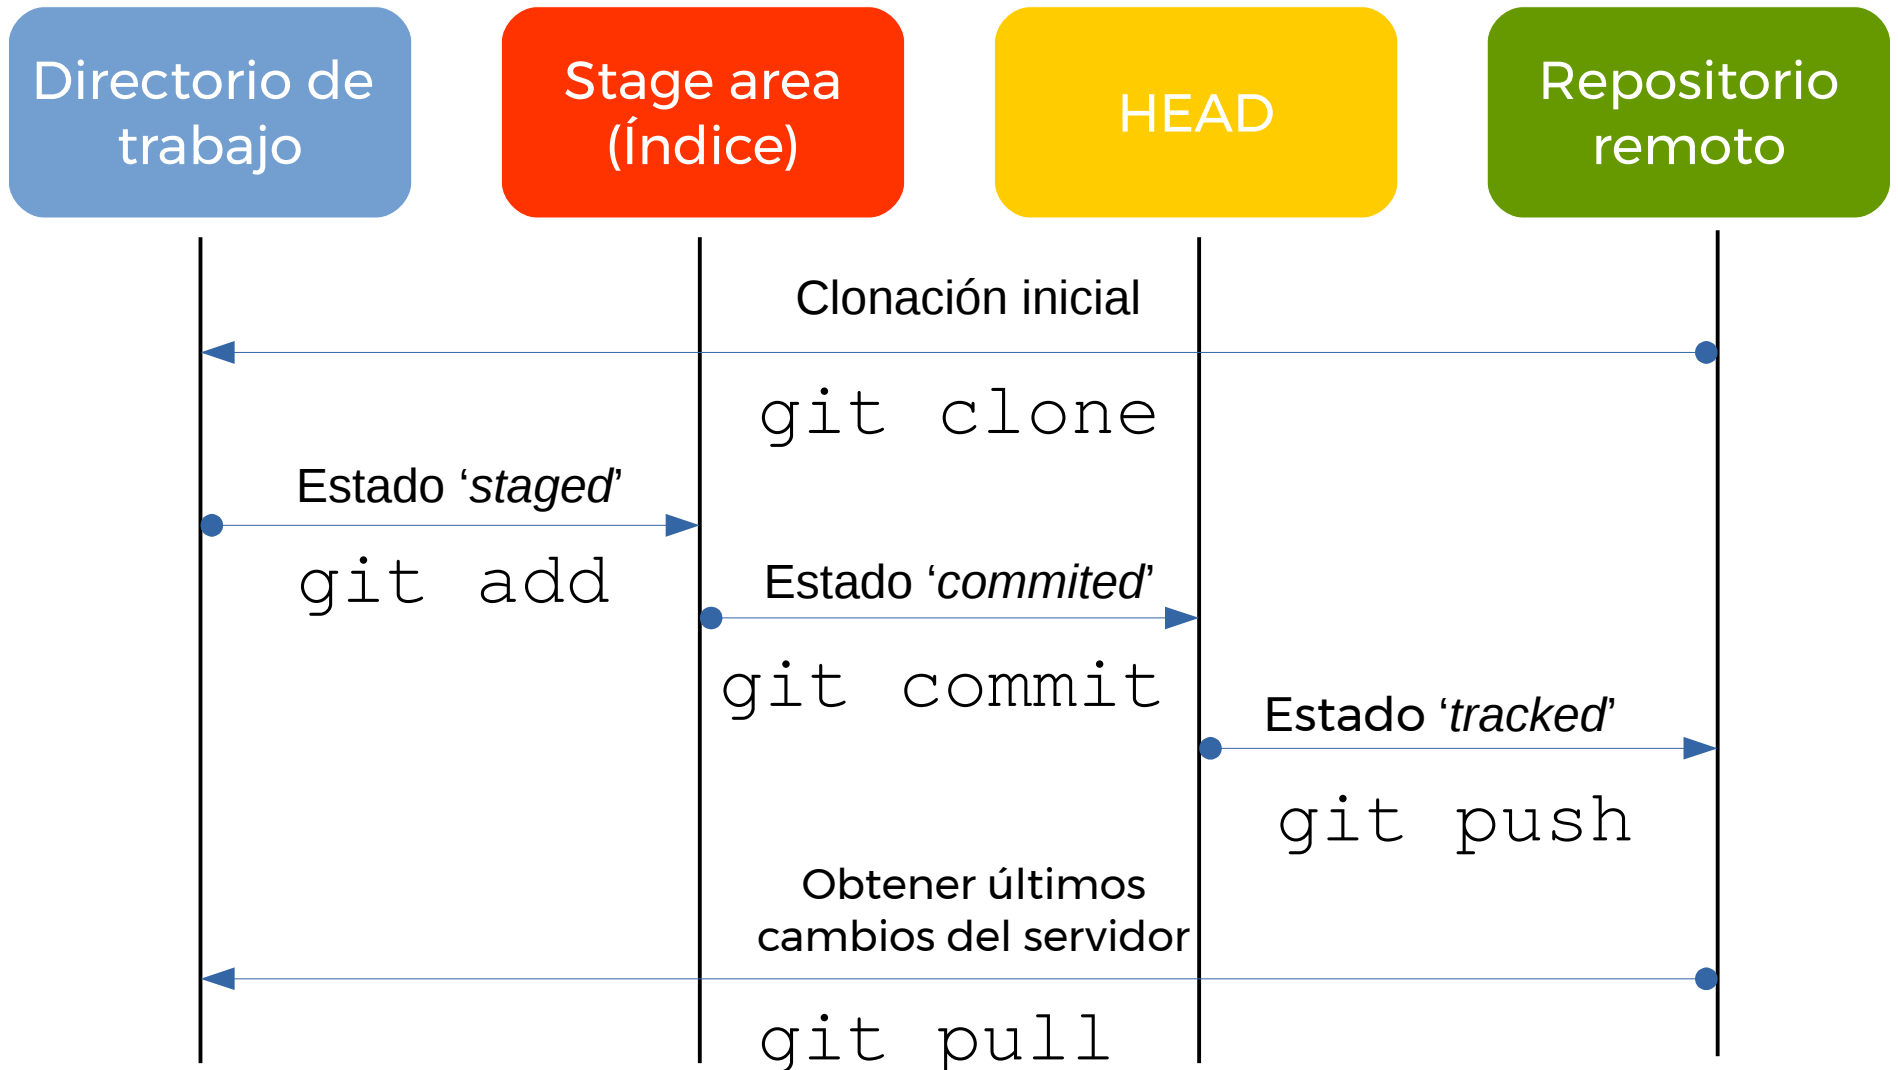 Directorio de
trabajo
Stage area
(Índice)
HEAD
Repositorio
remoto
Clonación inicial
git clone
Estado ‘staged’
git add
Estado ‘commited’
git commit
Estado ‘tracked’
git push
Obtener últimos
cambios del servidor
git pull